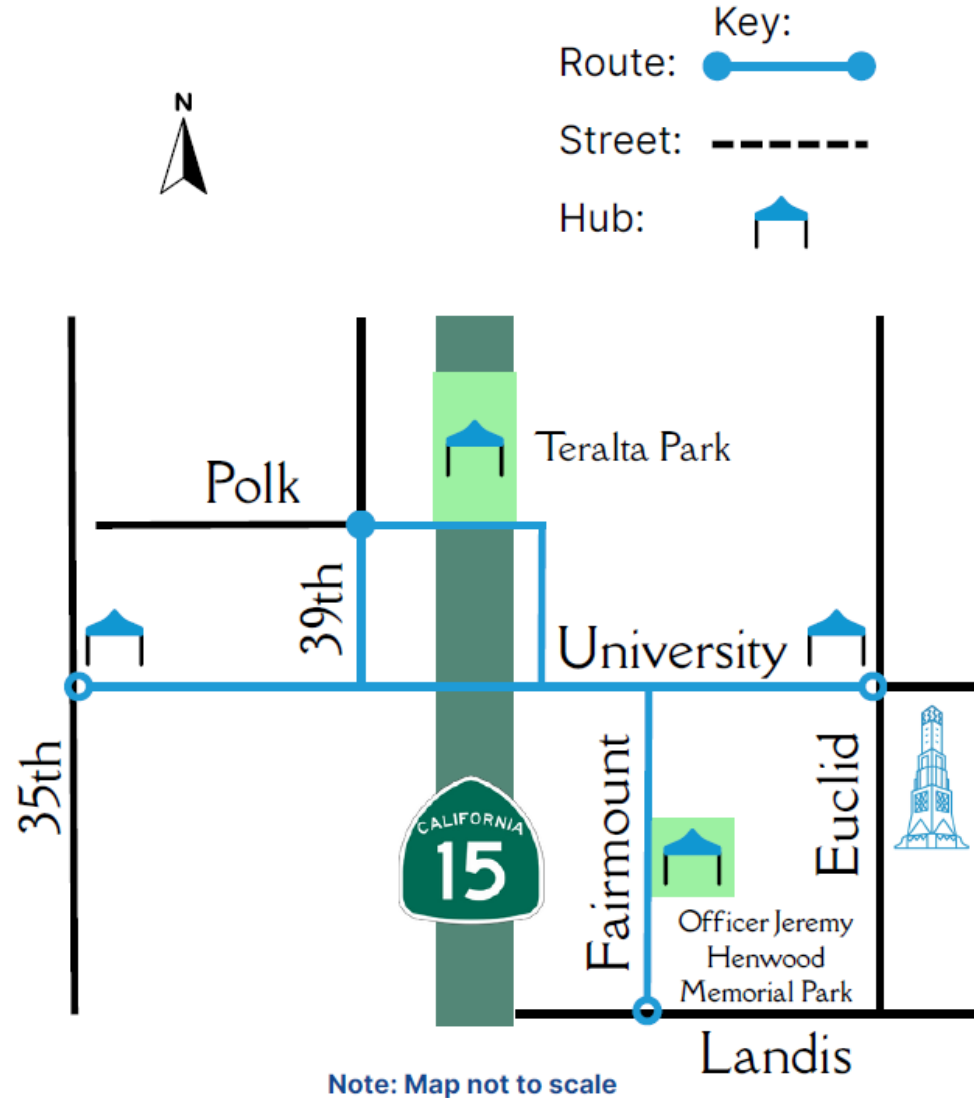 Key:
Route:
N
Street:
Hub:
Teralta Park
Polk
39th
University
35th
CALIFORNIA
15
Fairmount
Euclid
Officer Jeremy
Henwood
Memorial Park
Landis
Note: Map not to scale